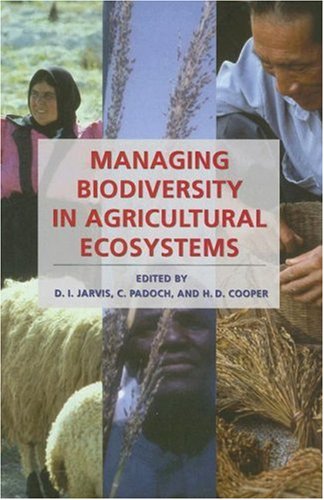 MANAGING
BIODIVERSITY
IN AGRICULTURAL
ECOSYSTEMS
EDITED BY
D. I. JARVIS, C. PADOCH, AND H. D. COOPER